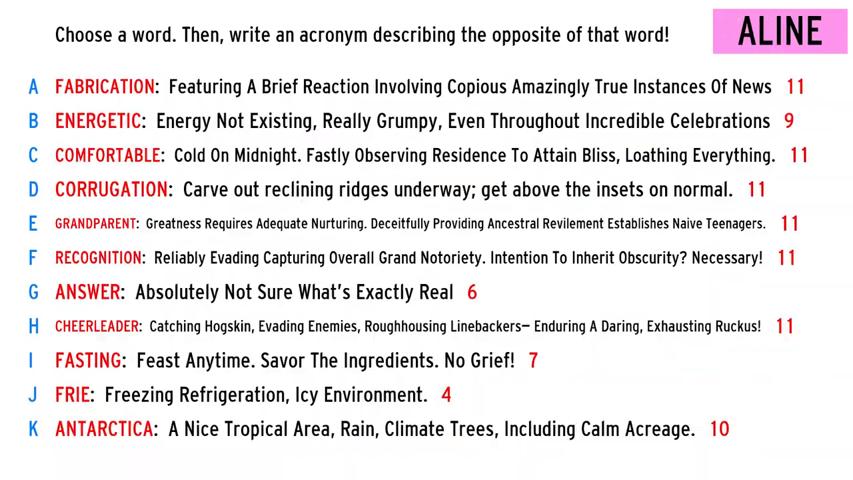 Choose a word. Then, write an acronym describing the opposite of that word!
ALINE
A FABRICATION: Featuring A Brief Reaction Involving Copious Amazingly True Instances Of News 11
B ENERGETIC: Energy Not Existing, Really Grumpy, Even Throughout Incredible Celebrations 9
C COMFORTABLE: Cold On Midnight. Fastly Observing Residence To Attain Bliss, Loathing Everything. 11
D CORRUGATION: Carve out reclining ridges underway; get above the insets on normal. 11
E GRANDPARENT: Greatness Requires Adequate Nurturing. Deceitfully Providing Ancestral Revilement Establishes Naive Teenagers. 11
F RECOGNITION: Reliably Evading Capturing Overall Grand Notoriety. Intention To Inherit Obscurity? Necessary! 11
G ANSWER: Absolutely Not Sure What's Exactly Real 6
H CHEERLEADER: Catching Hogskin, Evading Enemies, Roughhousing Linebackers— Enduring A Daring, Exhausting Ruckus! 11
I FASTING: Feast Anytime. Savor The Ingredients. No Grief! 7
J FRIE: Freezing Refrigeration, Icy Environment. 4
K ANTARCTICA: A Nice Tropical Area, Rain, Climate Trees, Including Calm Acreage. 10